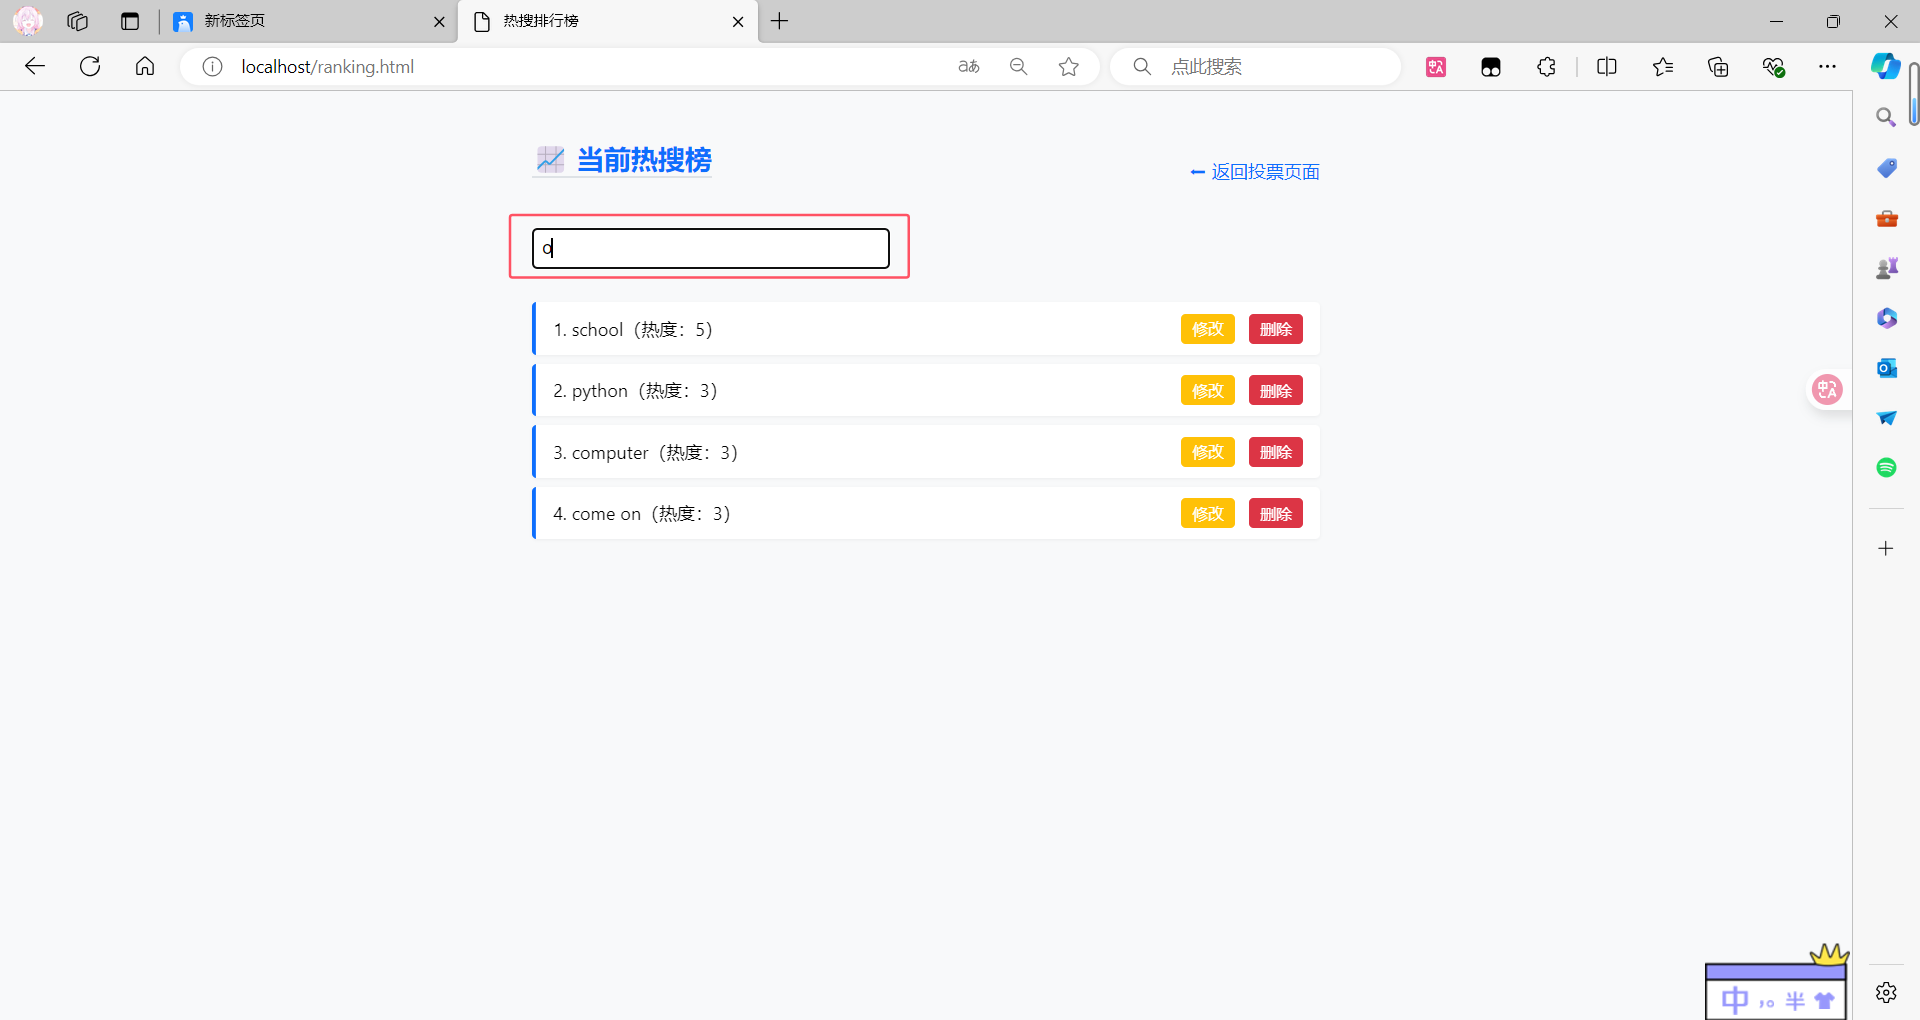 新标签页
热搜排行榜
localhost/ranking.html
aあ
点此搜索
当前热搜榜
← 返回投票页面
o
1. school（热度：5） 修改 删除
2. python（热度：3） 修改 删除
3. computer（热度：3） 修改 删除
4. come on（热度：3） 修改 删除
中 ，。半